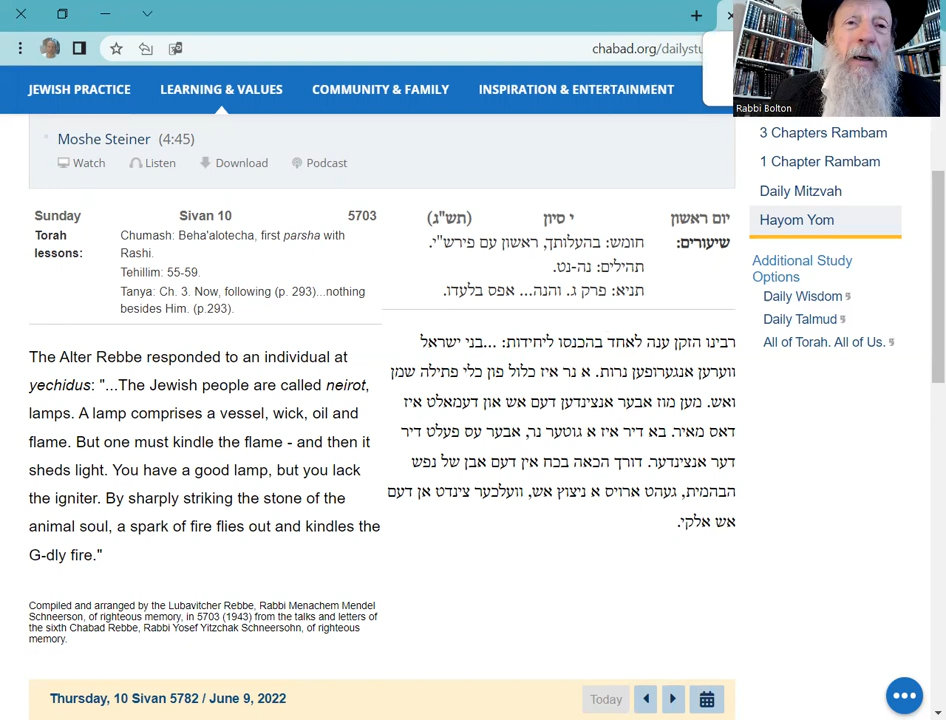 chabad.org/dailystu
Rabbi Bolton
JEWISH PRACTICE
LEARNING & VALUES
COMMUNITY & FAMILY
INSPIRATION & ENTERTAINMENT
Moshe Steiner (4:45)
Watch
Listen
Download
Podcast
Sunday Sivan 10 5703
Torah lessons:
Chumash: Beha'alotecha, first parsha with
Rashi.
Tehillim: 55-59.
Tanya: Ch. 3. Now, following (p. 293)...nothing
besides Him. (p.293).
The Alter Rebbe responded to an individual at
yechidus: "...The Jewish people are called neirot,
lamps. A lamp comprises a vessel, wick, oil and
flame. But one must kindle the flame - and then it
sheds light. You have a good lamp, but you lack
the igniter. By sharply striking the stone of the
animal soul, a spark of fire flies out and kindles the
G-dly fire."
Compiled and arranged by the Lubavitcher Rebbe, Rabbi Menachem Mendel
Schneerson, of righteous memory, in 5703 (1943) from the talks and letters of
the sixth Chabad Rebbe, Rabbi Yosef Yitzchak Schneersohn, of righteous
memory.
יום ראשון י סיון (תש"ג)
שיעורים:
חומש: בהעלותך, ראשון עם פירש"י.
תהילים: נה-נט.
תניא: פרק ג. והנה... אפס בלעדו.
רבינו הזקן ענה לאחד בהכנסו ליחידות: ...בני ישראל
ווערען אנגערופען נרות. א נר איז כלול פון כלי פתילה שמן
ואש. מען מוז אבער אנצינדען דעם אש און דעמאלט איז
דאס מאיר. בא דיר איז א גוטער נר, אבער עס פעלט דיר
דער אנצינדער. דורך הכאה בכח אין דעם אבן של נפש
הבהמית, געהט ארויס א ניצוץ אש, וועלכער צינדט אן דעם
אש אלקי.
3 Chapters Rambam
1 Chapter Rambam
Daily Mitzvah
Hayom Yom
Additional Study
Options
Daily Wisdom
Daily Talmud
All of Torah. All of Us.
Thursday, 10 Sivan 5782 / June 9, 2022
Today